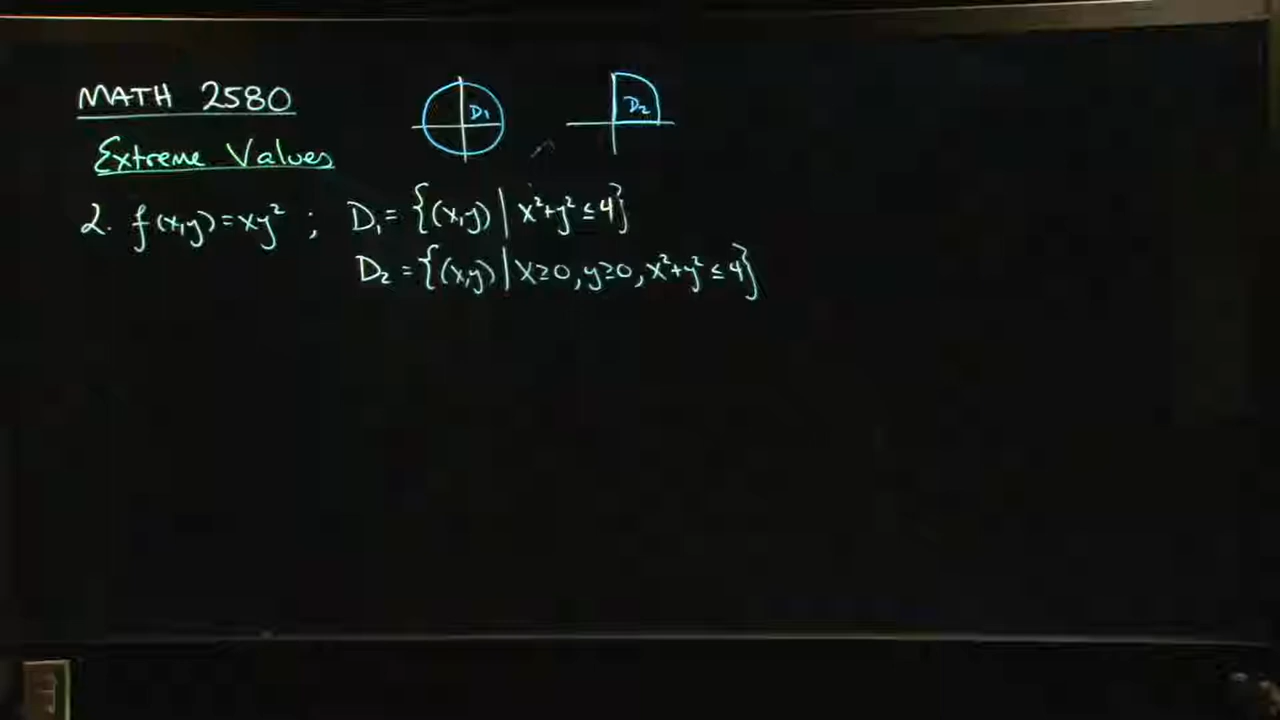 MATH 2580
D₁
D₂
Extreme Values
2. f(x,y)=xy² ; D₁ = {(x,y) | x²+y² ≤ 4}
D₂ = {(x,y) | x≥0, y≥0, x²+y² ≤ 4}